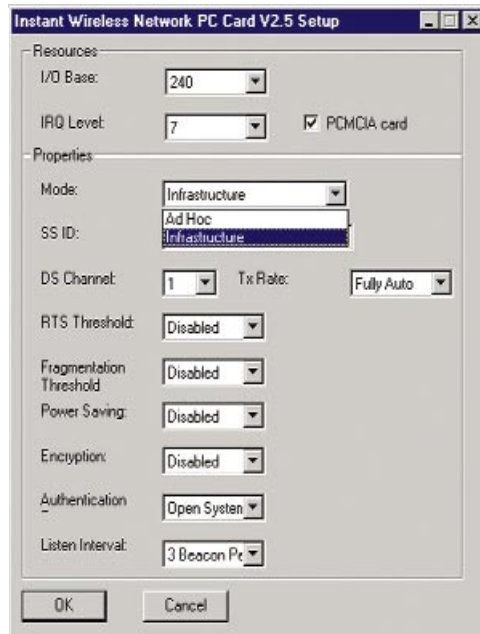 Instant Wireless Network PC Card V2.5 Setup
Resources
I/O Base: 240
IRQ Level: 7 PCMCIA card
Properties
Mode: Infrastructure
Ad Hoc
SS ID: Infrastructure
DS Channel: 1 Tx Rate: Fully Auto
RTS Threshold: Disabled
Fragmentation
Threshold Disabled
Power Saving: Disabled
Encryption: Disabled
Authentication Open System
Listen Interval: 3 Beacon Pe
OK Cancel